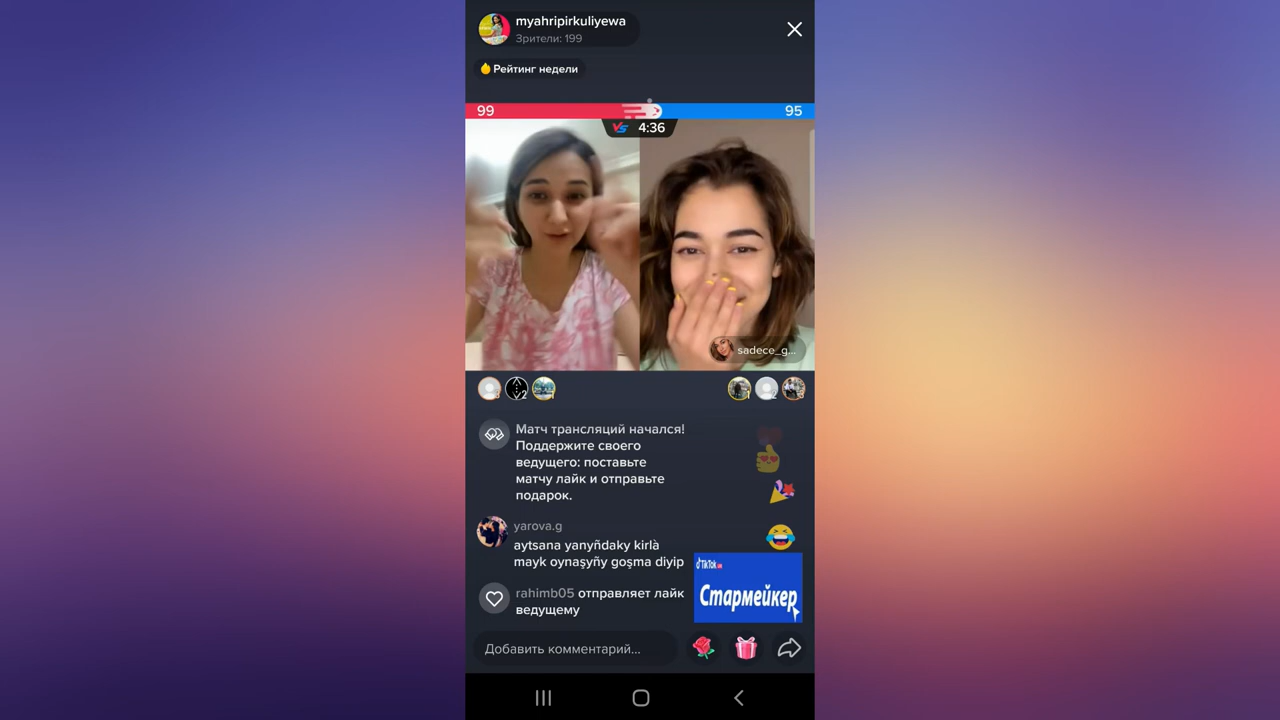 myahripirkuliyewa
Зрители: 199
Рейтинг недели
99
95
VS 4:36
sadece_g...
Матч трансляций начался!
Поддержите своего
ведущего: поставьте
матчу лайк и отправьте
подарок.
yarova.g
aytsana yanyñdaky kirlà
mayk oynaşyñy goşma diyip
TikTok
Стармейкер
rahimb05 отправляет лайк
ведущему
Добавить комментарий...